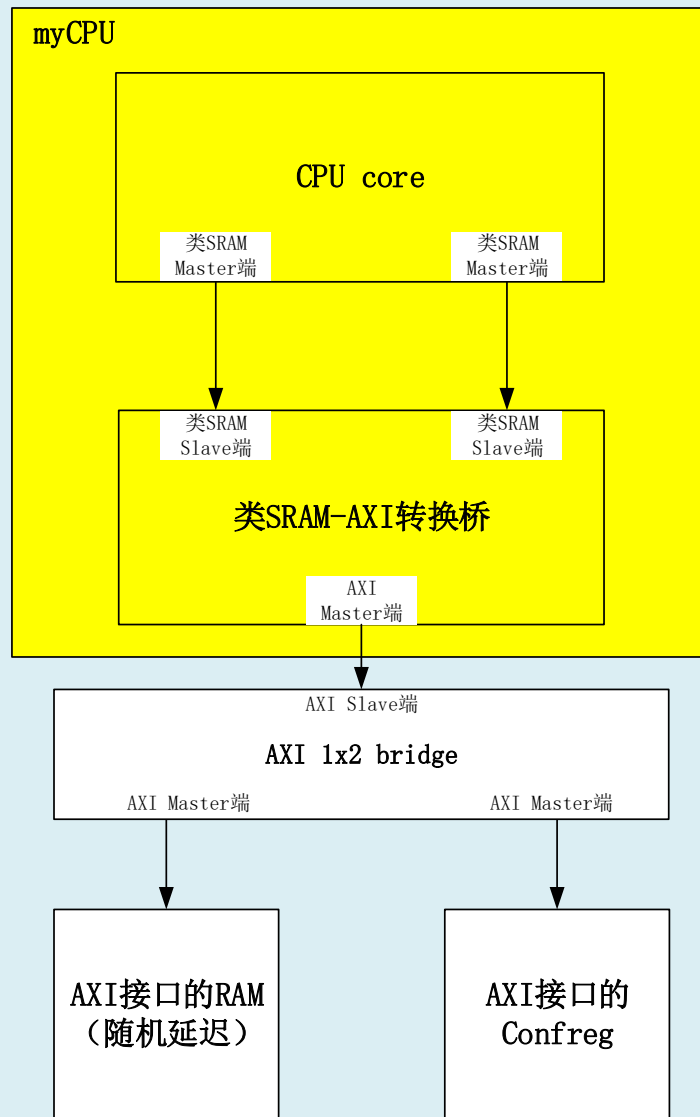 myCPU
CPU core
类SRAM
Master端
类SRAM
Master端
类SRAM
Slave端
类SRAM
Slave端
类SRAM-AXI转换桥
AXI
Master端
AXI Slave端
AXI 1x2 bridge
AXI Master端
AXI Master端
AXI接口的RAM
（随机延迟）
AXI接口的
Confreg